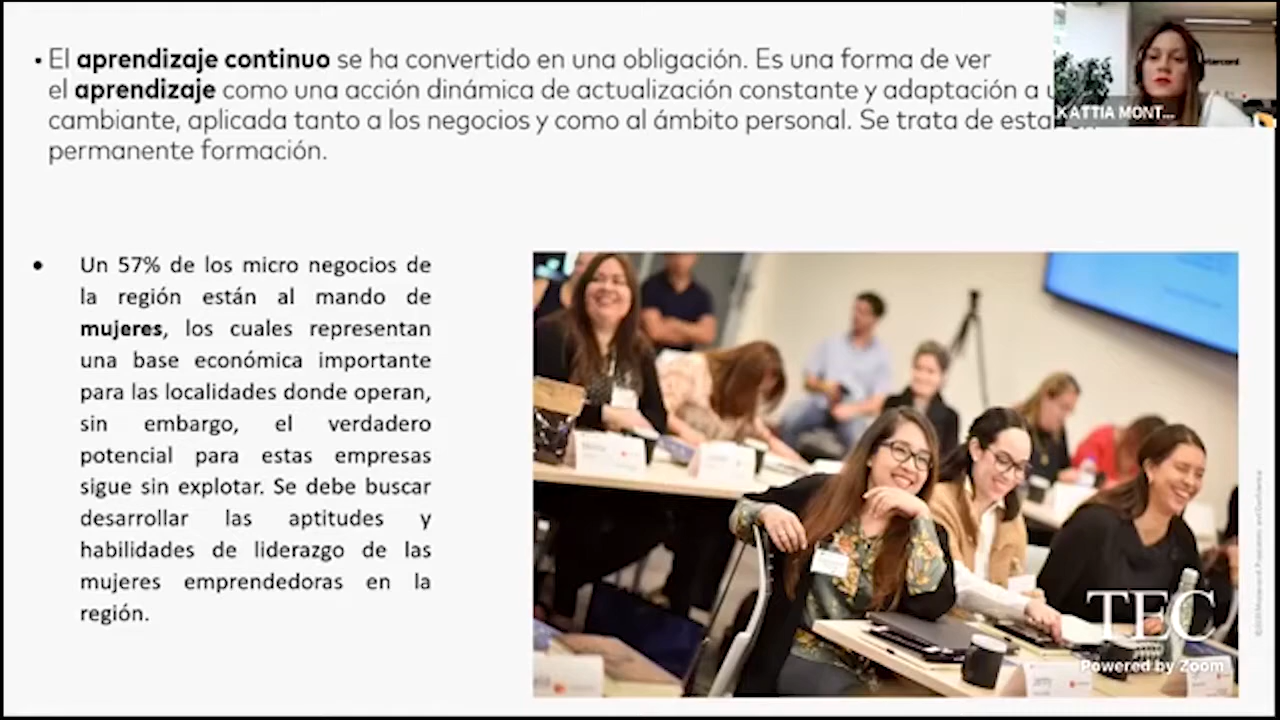 • El aprendizaje continuo se ha convertido en una obligación. Es una forma de ver
el aprendizaje como una acción dinámica de actualización constante y adaptación a
cambiante, aplicada tanto a los negocios y como al ámbito personal. Se trata de estar
permanente formación.
KATTIA MONT...
• Un 57% de los micro negocios de
la región están al mando de
mujeres, los cuales representan
una base económica importante
para las localidades donde operan,
sin embargo, el verdadero
potencial para estas empresas
sigue sin explotar. Se debe buscar
desarrollar las aptitudes y
habilidades de liderazgo de las
mujeres emprendedoras en la
región.
TEC
Powered by Zoom